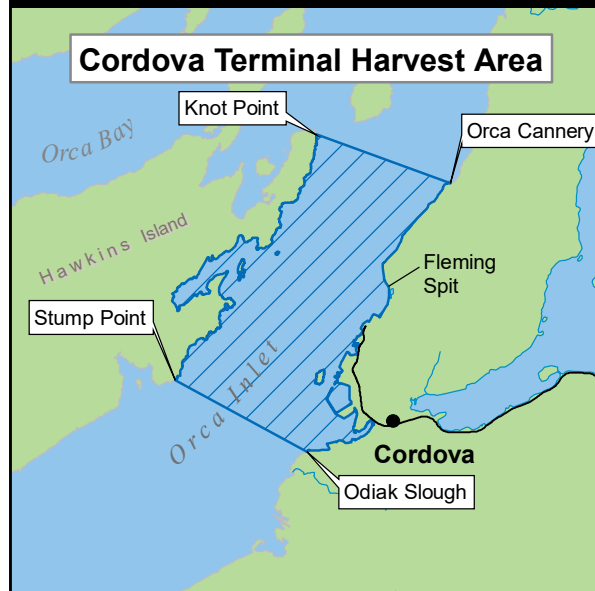 Cordova Terminal Harvest Area
Knot Point
Orca Cannery
Orca Bay
Hawkins Island
Fleming
Spit
Stump Point
Orca Inlet
Cordova
Odiak Slough